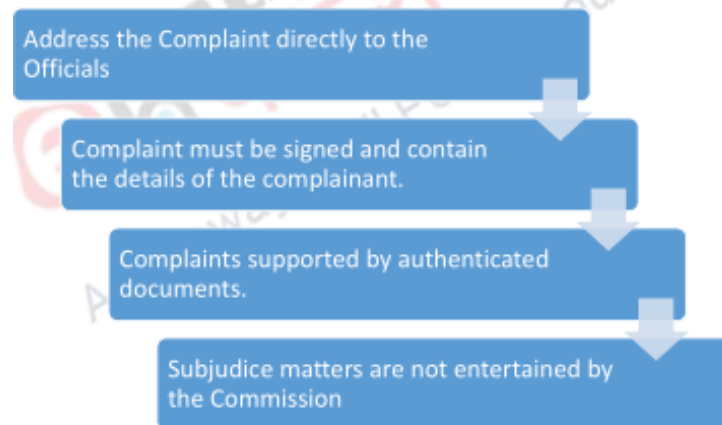 Address the Complaint directly to the
Officials
Complaint must be signed and contain
the details of the complainant.
Complaints supported by authenticated
documents.
Subjudice matters are not entertained by
the Commission